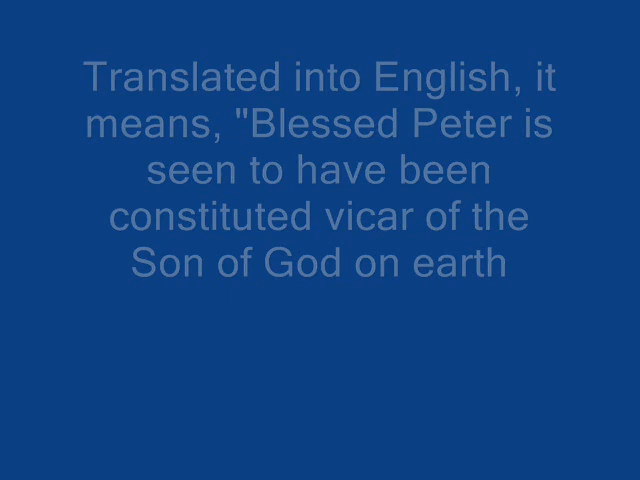 Translated into English, it
means, "Blessed Peter is
seen to have been
constituted vicar of the
Son of God on earth